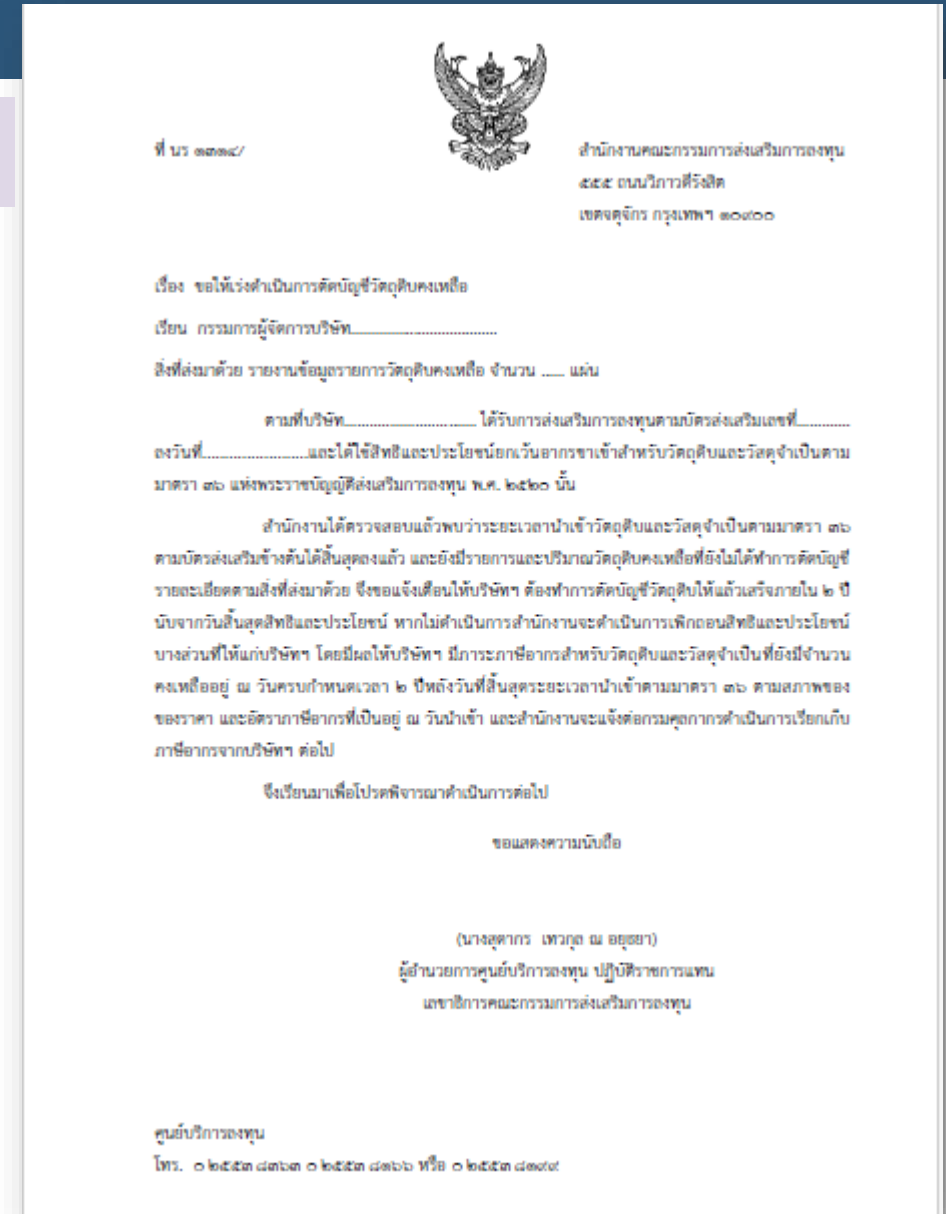 ที่ นร ๑๓๑๘/
สำนักงานคณะกรรมการส่งเสริมการลงทุน
๕๕๕ ถนนวิภาวดีรังสิต
เขตจตุจักร กรุงเทพฯ ๑๐๙๐๐
เรื่อง ขอให้เร่งดำเนินการตัดบัญชีวัตถุดิบคงเหลือ
เรียน กรรมการผู้จัดการบริษัท........................................
สิ่งที่ส่งมาด้วย รายงานข้อมูลรายการวัตถุดิบคงเหลือ จำนวน ...... แผ่น
ตามที่บริษัท.................................... ได้รับการส่งเสริมการลงทุนตามบัตรส่งเสริมเลขที่..............
ลงวันที่.............................และได้ใช้สิทธิและประโยชน์ยกเว้นอากรขาเข้าสำหรับวัตถุดิบและวัสดุจำเป็นตาม
มาตรา ๓๖ แห่งพระราชบัญญัติส่งเสริมการลงทุน พ.ศ. ๒๕๒๐ นั้น
สำนักงานได้ตรวจสอบแล้วพบว่าระยะเวลานำเข้าวัตถุดิบและวัสดุจำเป็นตามมาตรา ๓๖
ตามบัตรส่งเสริมข้างต้นได้สิ้นสุดลงแล้ว และยังมีรายการและปริมาณวัตถุดิบคงเหลือที่ยังไม่ได้ทำการตัดบัญชี
รายละเอียดตามสิ่งที่ส่งมาด้วย จึงขอแจ้งเตือนให้บริษัทฯ ต้องทำการตัดบัญชีวัตถุดิบให้แล้วเสร็จภายใน ๒ ปี
นับจากวันสิ้นสุดสิทธิและประโยชน์ หากไม่ดำเนินการสำนักงานจะดำเนินการเพิกถอนสิทธิและประโยชน์
บางส่วนที่ให้แก่บริษัทฯ โดยมีผลให้บริษัทฯ มีภาระภาษีอากรสำหรับวัตถุดิบและวัสดุจำเป็นที่ยังมีจำนวน
คงเหลืออยู่ ณ วันครบกำหนดเวลา ๒ ปีหลังวันที่สิ้นสุดระยะเวลานำเข้าตามมาตรา ๓๖ ตามสภาพของ
ของราคา และอัตราภาษีอากรที่เป็นอยู่ ณ วันนำเข้า และสำนักงานจะแจ้งต่อกรมศุลกากรดำเนินการเรียกเก็บ
ภาษีอากรจากบริษัทฯ ต่อไป
จึงเรียนมาเพื่อโปรดพิจารณาดำเนินการต่อไป
ขอแสดงความนับถือ
(นางสุดากร เทวกุล ณ อยุธยา)
ผู้อำนวยการศูนย์บริการลงทุน ปฏิบัติราชการแทน
เลขาธิการคณะกรรมการส่งเสริมการลงทุน
ศูนย์บริการลงทุน
โทร. ๐ ๒๕๕๓ ๘๓๖๓ ๐ ๒๕๕๓ ๘๑๖๖ หรือ ๐ ๒๕๕๓ ๘๑๙๙